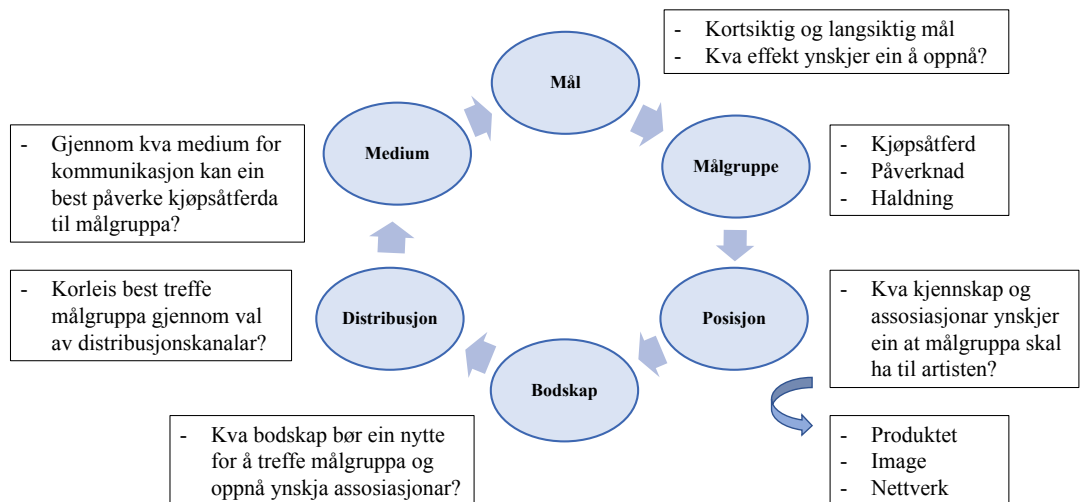 Mål
- Kortsiktig og langsiktig mål
- Kva effekt ynskjer ein å oppnå?
Målgruppe
- Kjøpsåtferd
- Påverknad
- Haldning
Posisjon
- Kva kjennskap og
assosiasjonar ynskjer
ein at målgruppa skal
ha til artisten?
- Produktet
- Image
- Nettverk
Bodskap
- Kva bodskap bør ein nytte
for å treffe målgruppa og
oppnå ynskja assosiasjonar?
Distribusjon
- Korleis best treffe
målgruppa gjennom val
av distribusjonskanalar?
Medium
- Gjennom kva medium for
kommunikasjon kan ein
best påverke kjøpsåtferda
til målgruppa?